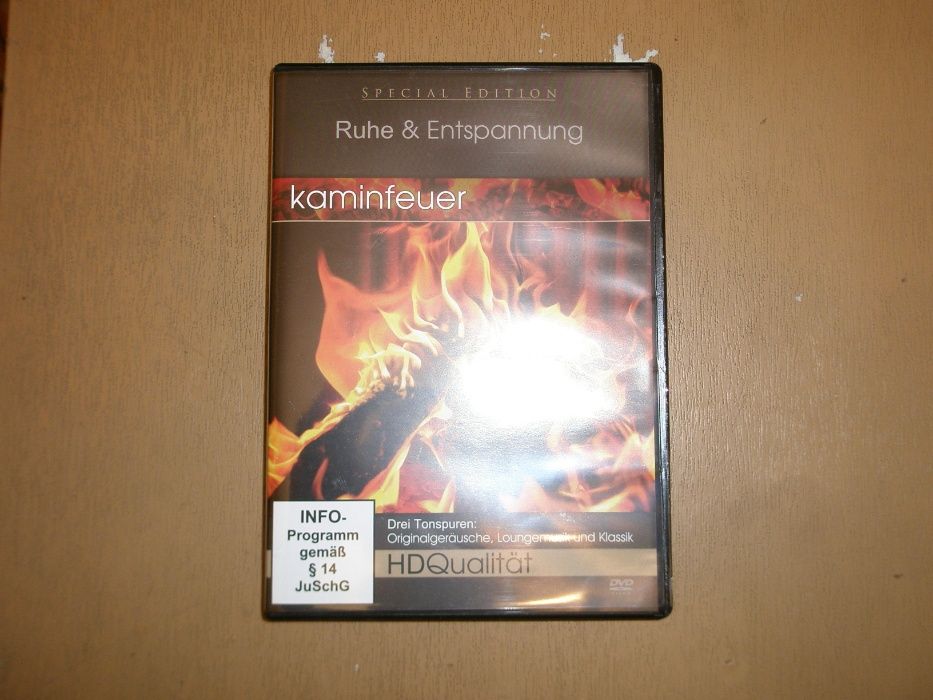 SPECIAL EDITION
Ruhe & Entspannung
kaminfeuer
INFO-
Programm
gemäß
§ 14
JuSchG
Drei Tonspuren:
Originalgeräusche, Loungemusik und Klassik
HDQualität
DVD